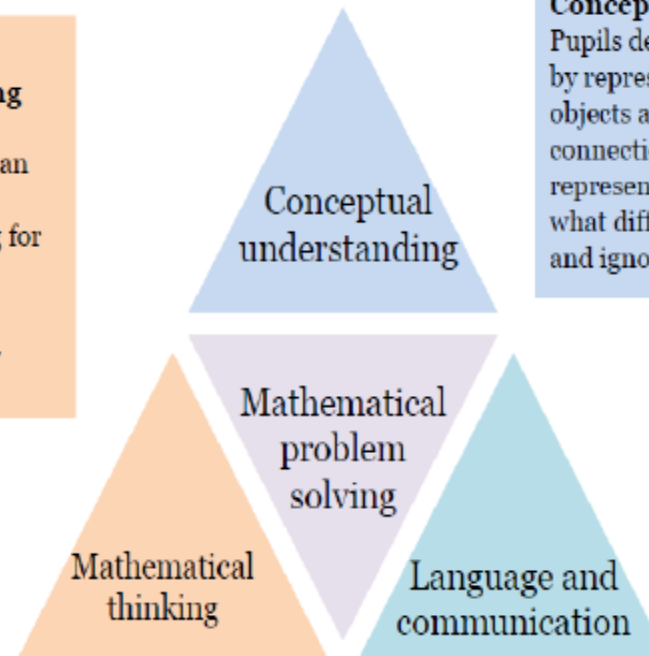 ng
an
for
Concep
Pupils de
by repres
objects a
connecti
represen
what diff
and igno
Conceptual
understanding
Mathematical
problem
solving
Mathematical
thinking
Language and
communication